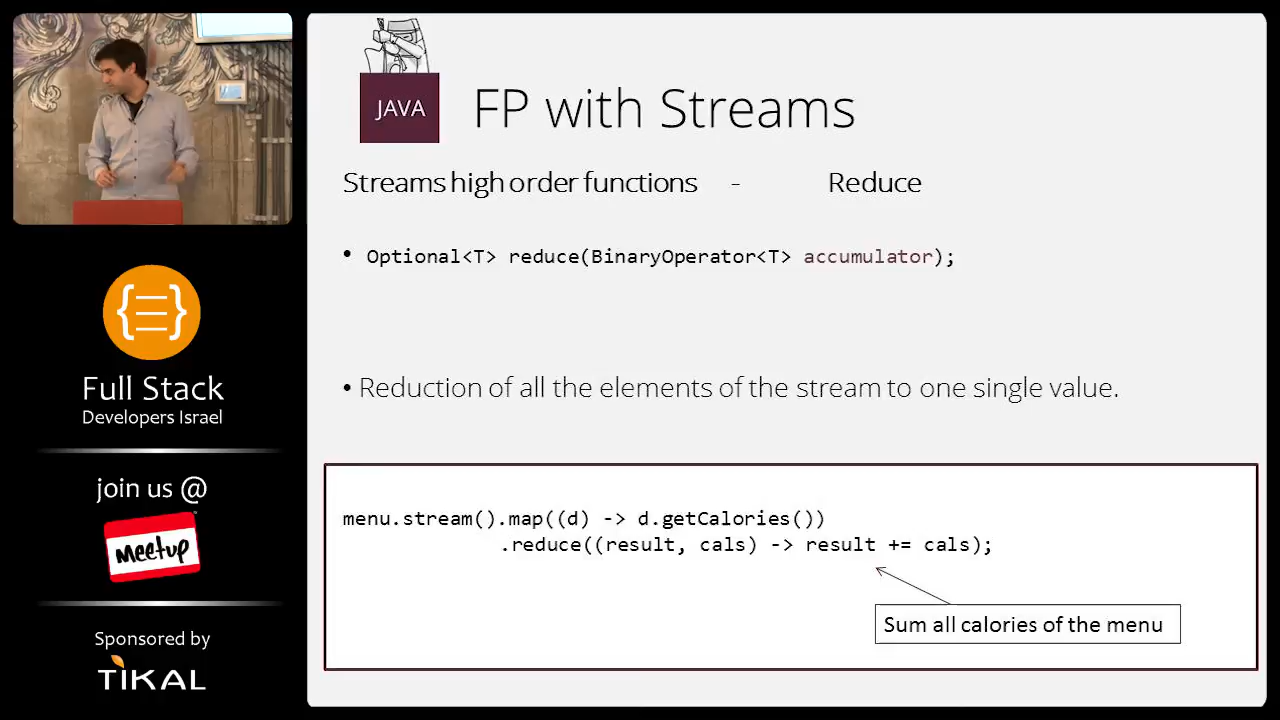 JAVA
FP with Streams
Streams high order functions - Reduce
• Optional<T> reduce(BinaryOperator<T> accumulator);
• Reduction of all the elements of the stream to one single value.
menu.stream().map((d) -> d.getCalories())
.reduce((result, cals) -> result += cals);
Sum all calories of the menu
{ }
Full Stack
Developers Israel
join us @
Meetup
Sponsored by
TIKAL